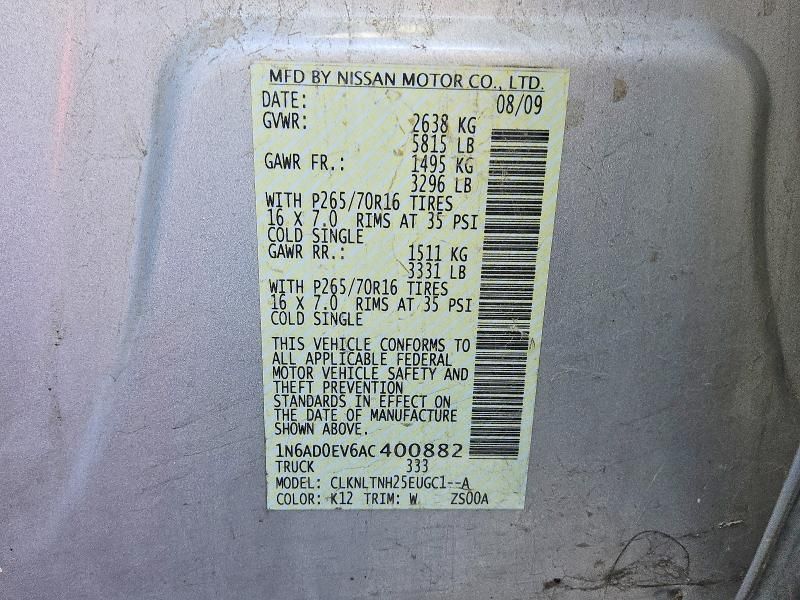 MFD BY NISSAN MOTOR CO., LTD.
DATE: 08/09
GVWR: 2638 KG
5815 LB
GAWR FR.: 1495 KG
3296 LB
WITH P265/70R16 TIRES
16 X 7.0 RIMS AT 35 PSI
COLD SINGLE
GAWR RR.: 1511 KG
3331 LB
WITH P265/70R16 TIRES
16 X 7.0 RIMS AT 35 PSI
COLD SINGLE
THIS VEHICLE CONFORMS TO
ALL APPLICABLE FEDERAL
MOTOR VEHICLE SAFETY AND
THEFT PREVENTION
STANDARDS IN EFFECT ON
THE DATE OF MANUFACTURE
SHOWN ABOVE.
1N6AD0EV6AC400882
TRUCK 333
MODEL: CLKNLTNH25EUGC1--A
COLOR: K12 TRIM: W ZS00A